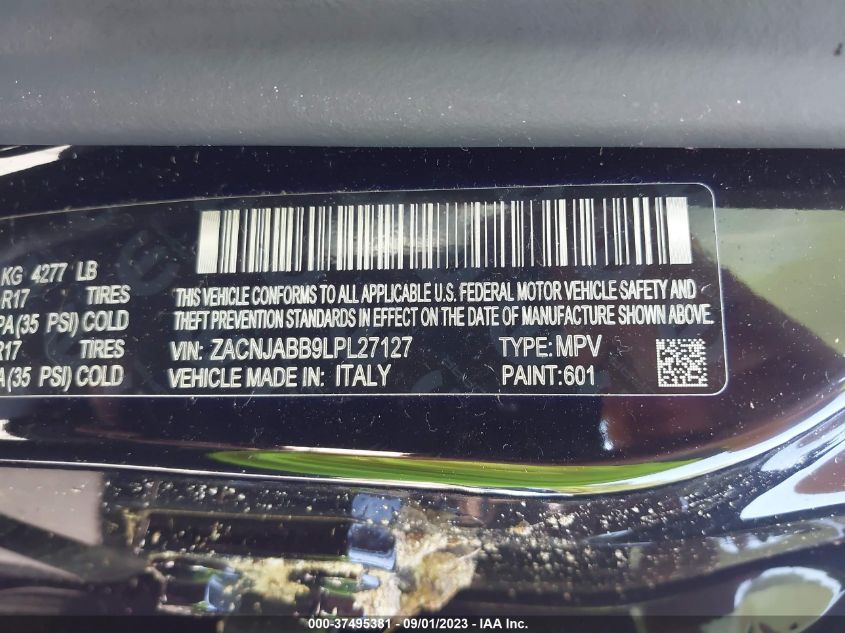 KG 4277 LB
R17 TIRES
PA(35 PSI) COLD
R17 TIRES
A(35 PSI) COLD
THIS VEHICLE CONFORMS TO ALL APPLICABLE U.S. FEDERAL MOTOR VEHICLE SAFETY AND
THEFT PREVENTION STANDARDS IN EFFECT ON THE DATE OF MANUFACTURE SHOWN ABOVE.
VIN: ZACNJABB9LPL27127 TYPE: MPV
VEHICLE MADE IN: ITALY PAINT:601
000-37495381 - 09/01/2023 - IAA Inc.